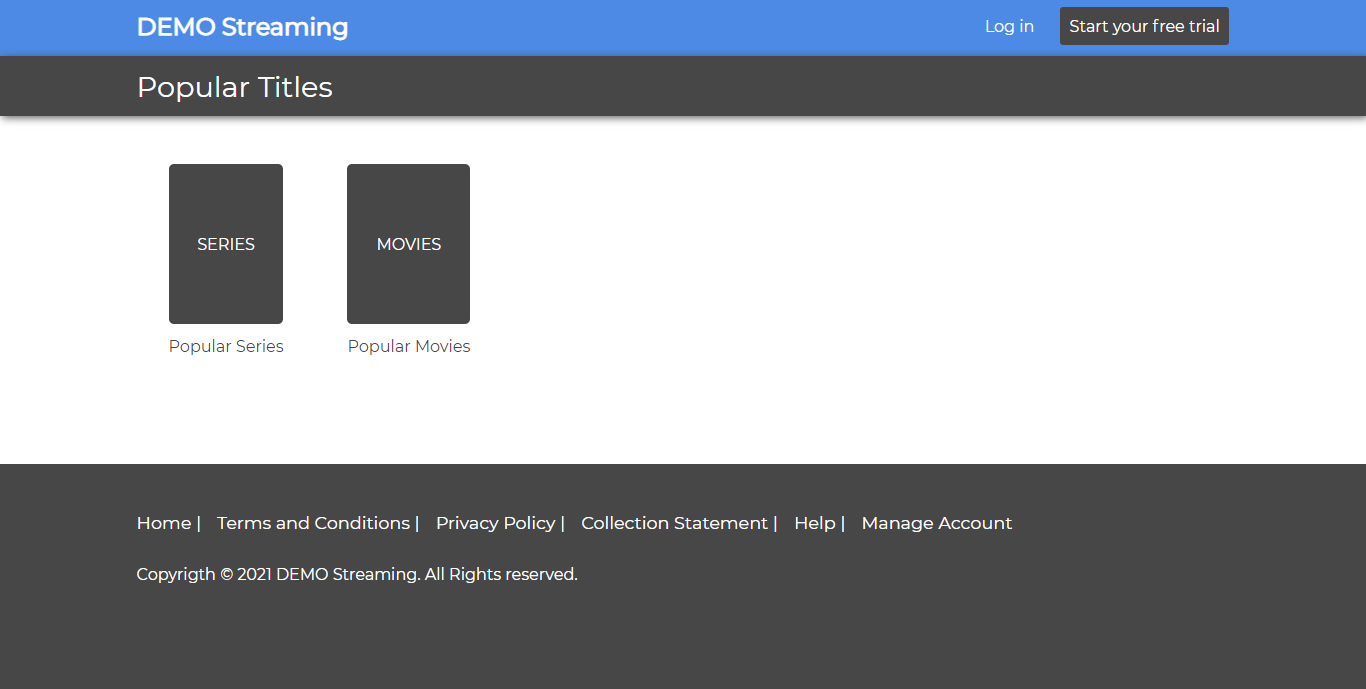 DEMO Streaming
Log in
Start your free trial
Popular Titles
SERIES
MOVIES
Popular Series
Popular Movies
Home | Terms and Conditions | Privacy Policy | Collection Statement | Help | Manage Account
Copyrigth © 2021 DEMO Streaming. All Rights reserved.